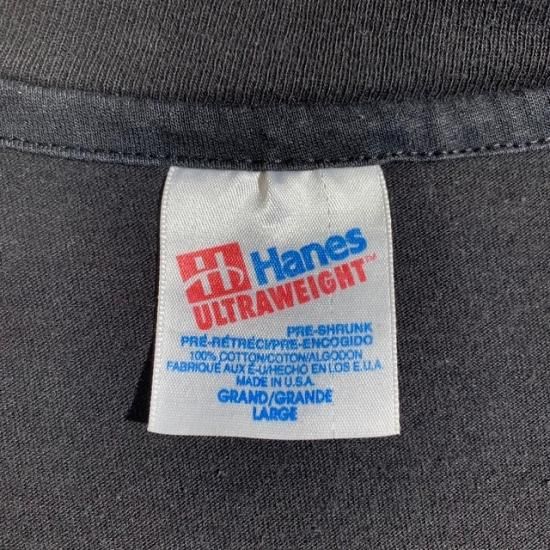 Hanes
ULTRAWEIGHT™
PRE-SHRUNK
PRÉ-RÉTRÉCI/PRE-ENCOGIDO
100% COTTON/COTON/ALGODON
FABRIQUÉ AUX É-U/HECHO EN LOS E.U.A
MADE IN U.S.A.
GRAND/GRANDE
LARGE